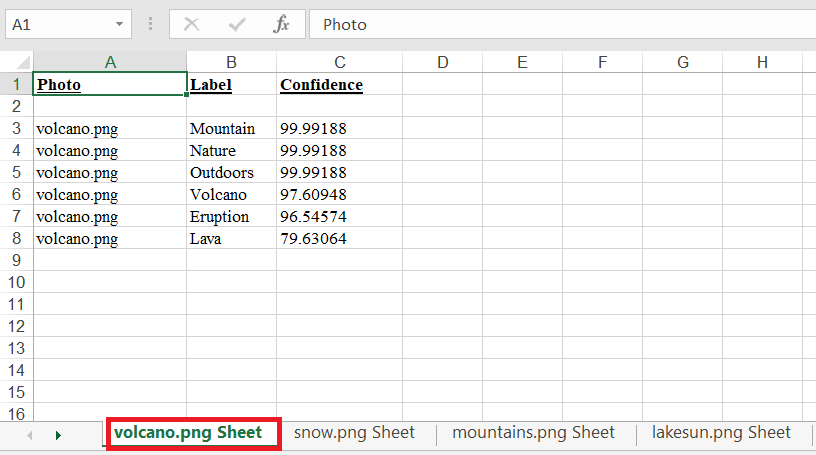 A1 fx Photo
A B C D E F G H
1 Photo Label Confidence
2
3 volcano.png Mountain 99.99188
4 volcano.png Nature 99.99188
5 volcano.png Outdoors 99.99188
6 volcano.png Volcano 97.60948
7 volcano.png Eruption 96.54574
8 volcano.png Lava 79.63064
9
10
11
12
13
14
15
16
volcano.png Sheet snow.png Sheet mountains.png Sheet lakesun.png Sheet